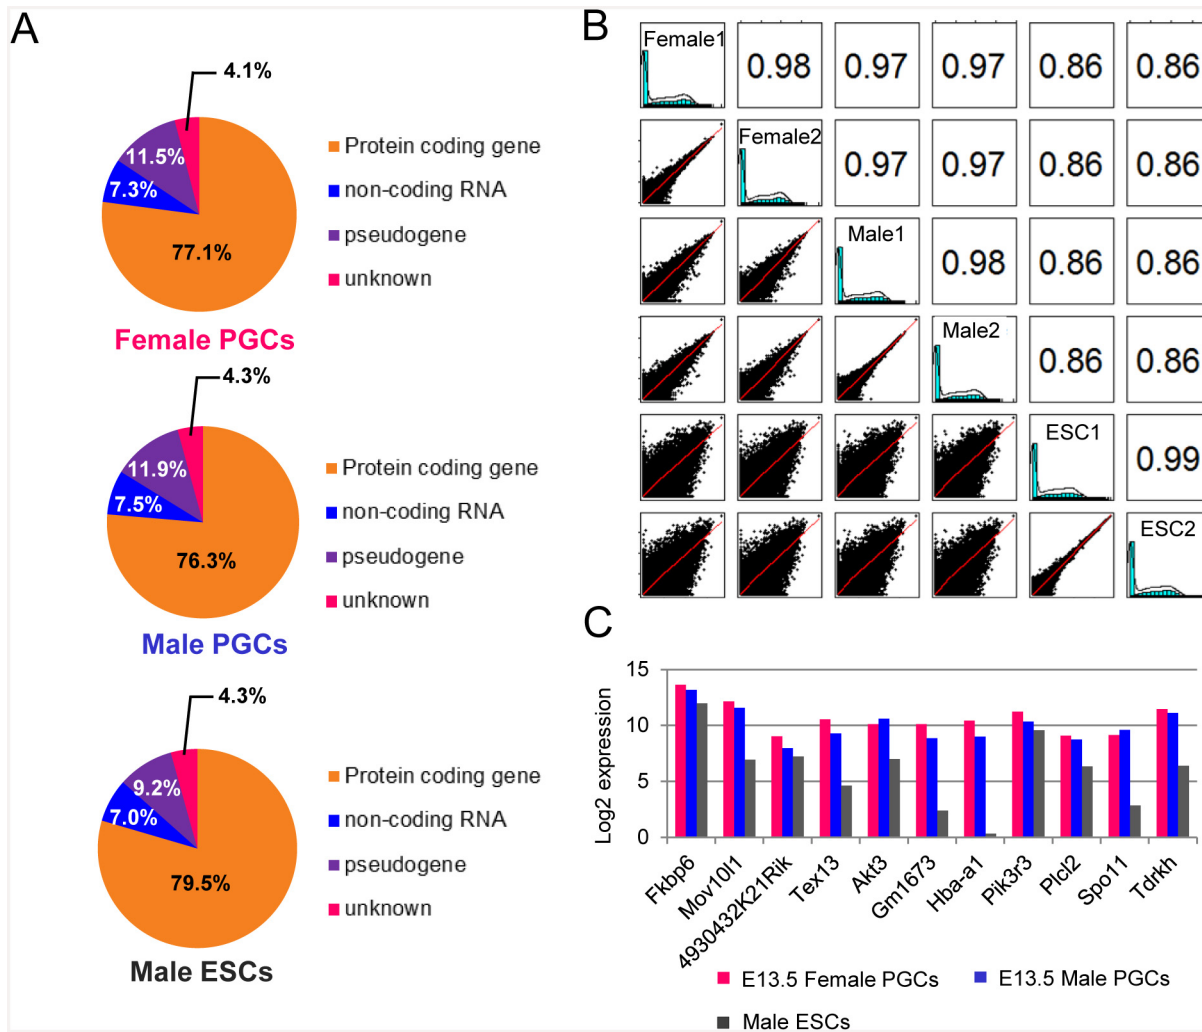 A
4.1%
11.5%
7.3%
77.1%
Protein coding gene
non-coding RNA
pseudogene
unknown
Female PGCs
4.3%
11.9%
7.5%
76.3%
Protein coding gene
non-coding RNA
pseudogene
unknown
Male PGCs
4.3%
9.2%
7.0%
79.5%
Protein coding gene
non-coding RNA
pseudogene
unknown
Male ESCs
B
Female1 0.98 0.97 0.97 0.86 0.86
Female2 0.97 0.97 0.86 0.86
Male1 0.98 0.86 0.86
Male2 0.86 0.86
ESC1 0.99
ESC2
C
Log2 expression
15
10
5
0
Fkbp6
Mov10l1
4930432K21Rik
Tex13
Akt3
Gm1673
Hba-a1
Pik3r3
Plcl2
Spo11
Tdrkh
E13.5 Female PGCs
E13.5 Male PGCs
Male ESCs